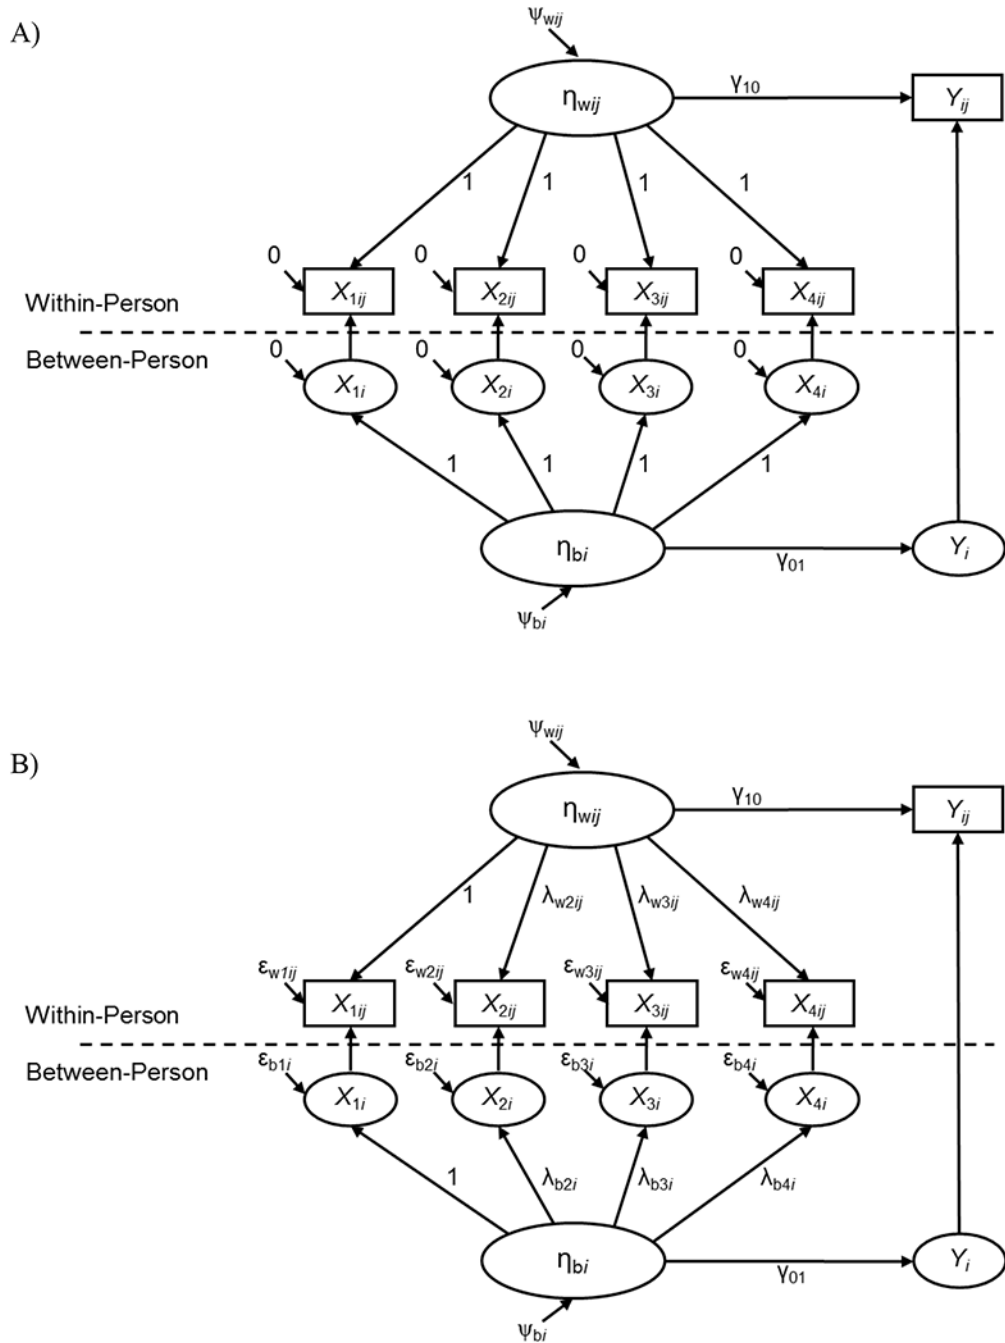 A)
ψwij
ηwij
γ10
Yij
1 1 1 1
0 0 0 0
X1ij X2ij X3ij X4ij
Within-Person
Between-Person
0 0 0 0
X1i X2i X3i X4i
1 1 1 1
ηbi
γ01
Yi
ψbi
B)
ψwij
ηwij
γ10
Yij
1 λw2ij λw3ij λw4ij
εw1ij εw2ij εw3ij εw4ij
X1ij X2ij X3ij X4ij
Within-Person
Between-Person
εb1i εb2i εb3i εb4i
X1i X2i X3i X4i
1 λb2i λb3i λb4i
ηbi
γ01
Yi
ψbi